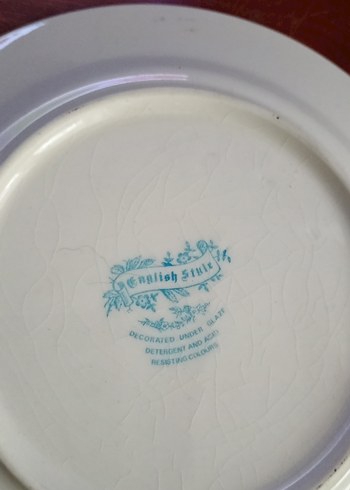 English Style
DECORATED UNDER GLAZE
DETERGENT AND ACID
RESISTING COLOURS